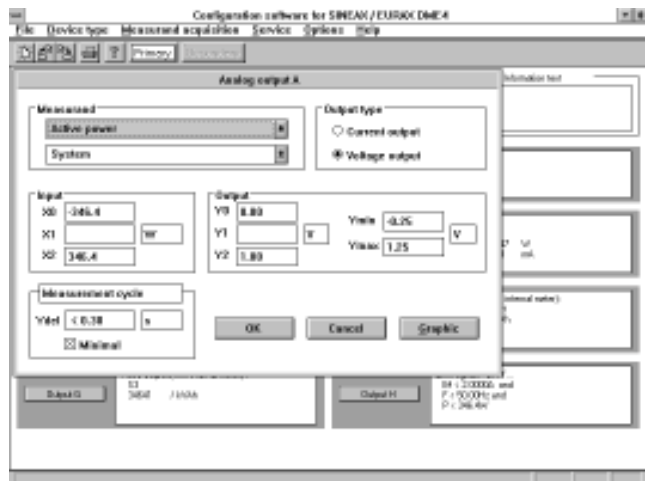 Configuration software for SINEAX / EURAX DME4
File Device type Measurand acquisition Service Options Help
? Primary
Analog output A
Information text
Measurand
Active power
System
Output type
Current output
Voltage output
Input
X0 -346.4
X1 W
X2 346.4
Output
Y0 0.00
Y1 V
Y2 1.00
Ymin -0.25
Ymax 1.25
V
Measurement cycle
Ydel < 0.30 s
Minimal
OK Cancel Graphic
Output G
Output H
P < 346.4W